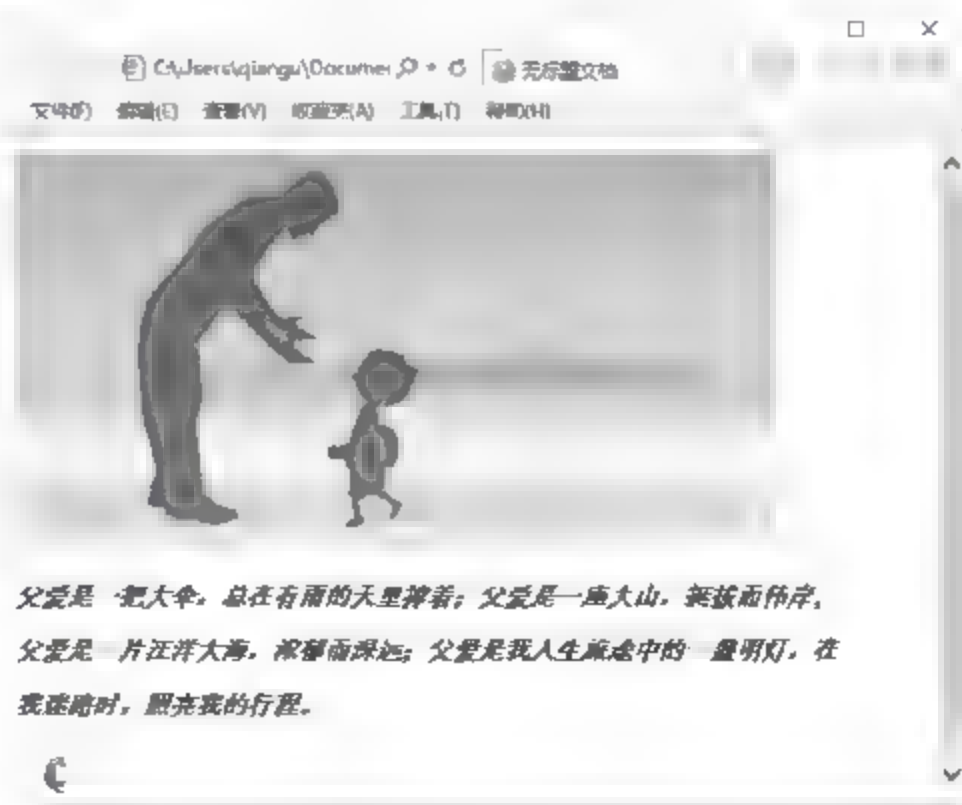 C:\Users\qiangu\Documen
无标题文档
文件(F) 编辑(E) 查看(V) 收藏夹(A) 工具(T) 帮助(H)
父爱是一把大伞，总在有雨的天里撑着；父爱是一座大山，挺拔而伟岸，
父爱是一片汪洋大海，浓郁而深远；父爱是我人生旅途中的一盏明灯，在
我迷路时，照亮我的行程。